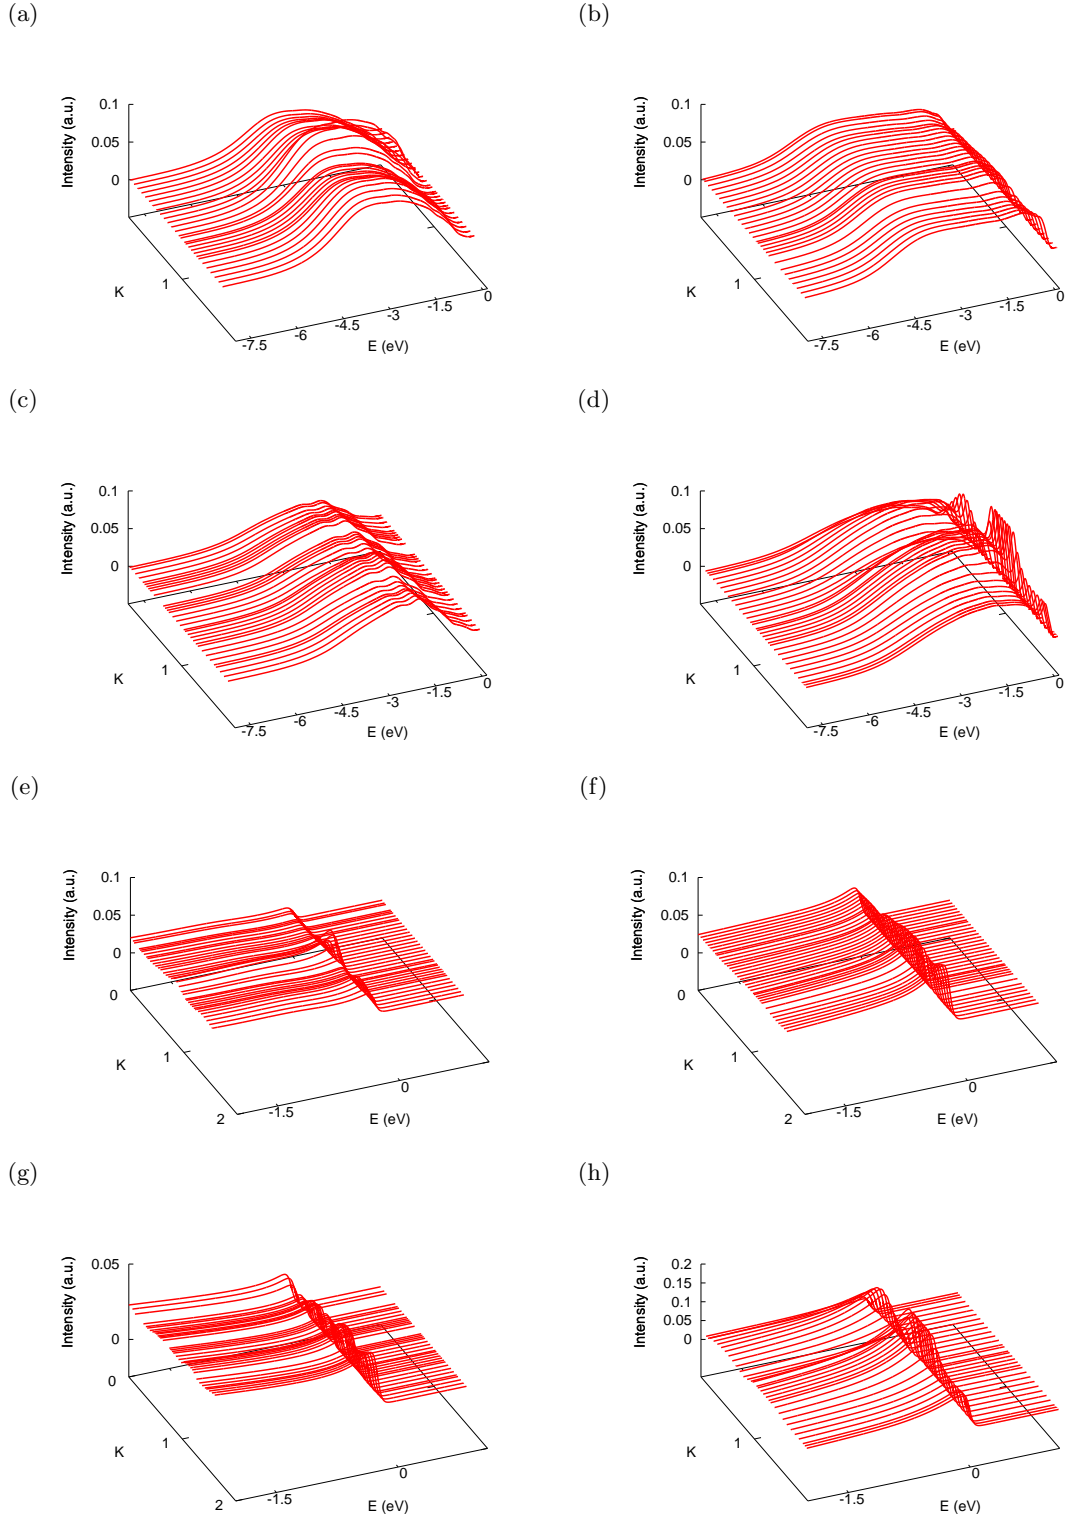 (a)
(b)
Intensity (a.u.)
0.1
0.05
0
K
1
-7.5
-6
-4.5
-3
-1.5
0
E (eV)
Intensity (a.u.)
0.1
0.05
0
K
1
-7.5
-6
-4.5
-3
-1.5
0
E (eV)
(c)
(d)
Intensity (a.u.)
0.1
0.05
0
K
1
-7.5
-6
-4.5
-3
-1.5
0
E (eV)
Intensity (a.u.)
0.1
0.05
0
K
1
-7.5
-6
-4.5
-3
-1.5
0
E (eV)
(e)
(f)
Intensity (a.u.)
0.1
0.05
0
0
K
1
2
-1.5
0
E (eV)
Intensity (a.u.)
0.1
0.05
0
0
K
1
2
-1.5
0
E (eV)
(g)
(h)
Intensity (a.u.)
0.05
0
0
K
1
2
-1.5
0
E (eV)
Intensity (a.u.)
0.2
0.15
0.1
0.05
0
K
1
-1.5
0
E (eV)